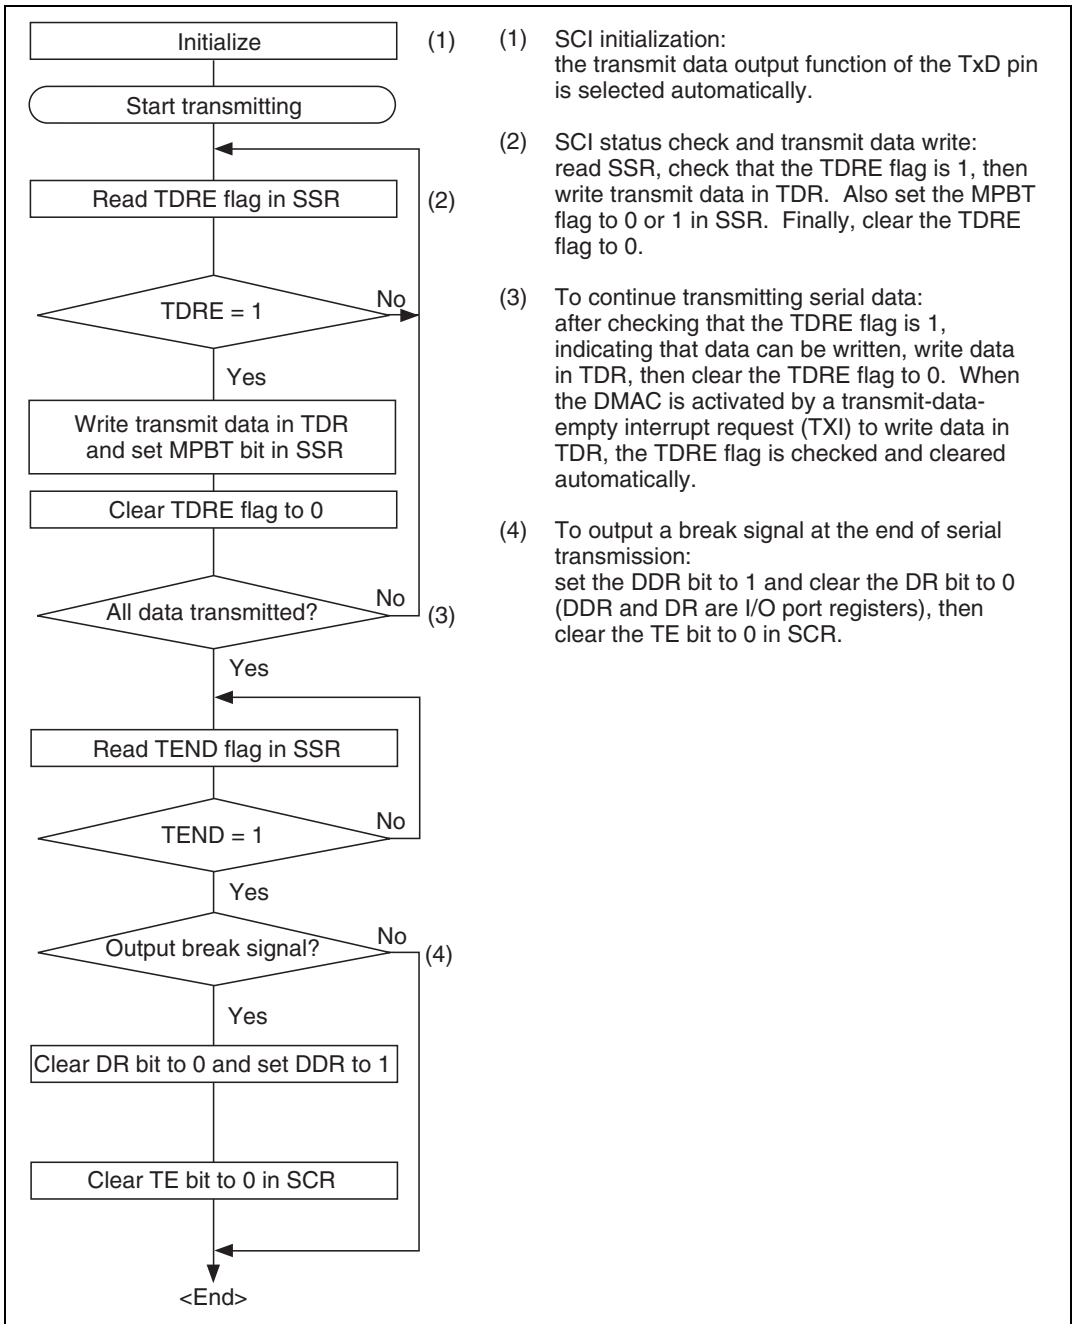 Initialize
(1)
Start transmitting
Read TDRE flag in SSR
(2)
TDRE = 1
No
Yes
Write transmit data in TDR
and set MPBT bit in SSR
Clear TDRE flag to 0
All data transmitted?
No
(3)
Yes
Read TEND flag in SSR
TEND = 1
No
Yes
Output break signal?
No
(4)
Yes
Clear DR bit to 0 and set DDR to 1
Clear TE bit to 0 in SCR
<End>
(1) SCI initialization:
the transmit data output function of the TxD pin
is selected automatically.
(2) SCI status check and transmit data write:
read SSR, check that the TDRE flag is 1, then
write transmit data in TDR. Also set the MPBT
flag to 0 or 1 in SSR. Finally, clear the TDRE
flag to 0.
(3) To continue transmitting serial data:
after checking that the TDRE flag is 1,
indicating that data can be written, write data
in TDR, then clear the TDRE flag to 0. When
the DMAC is activated by a transmit-data-
empty interrupt request (TXI) to write data in
TDR, the TDRE flag is checked and cleared
automatically.
(4) To output a break signal at the end of serial
transmission:
set the DDR bit to 1 and clear the DR bit to 0
(DDR and DR are I/O port registers), then
clear the TE bit to 0 in SCR.